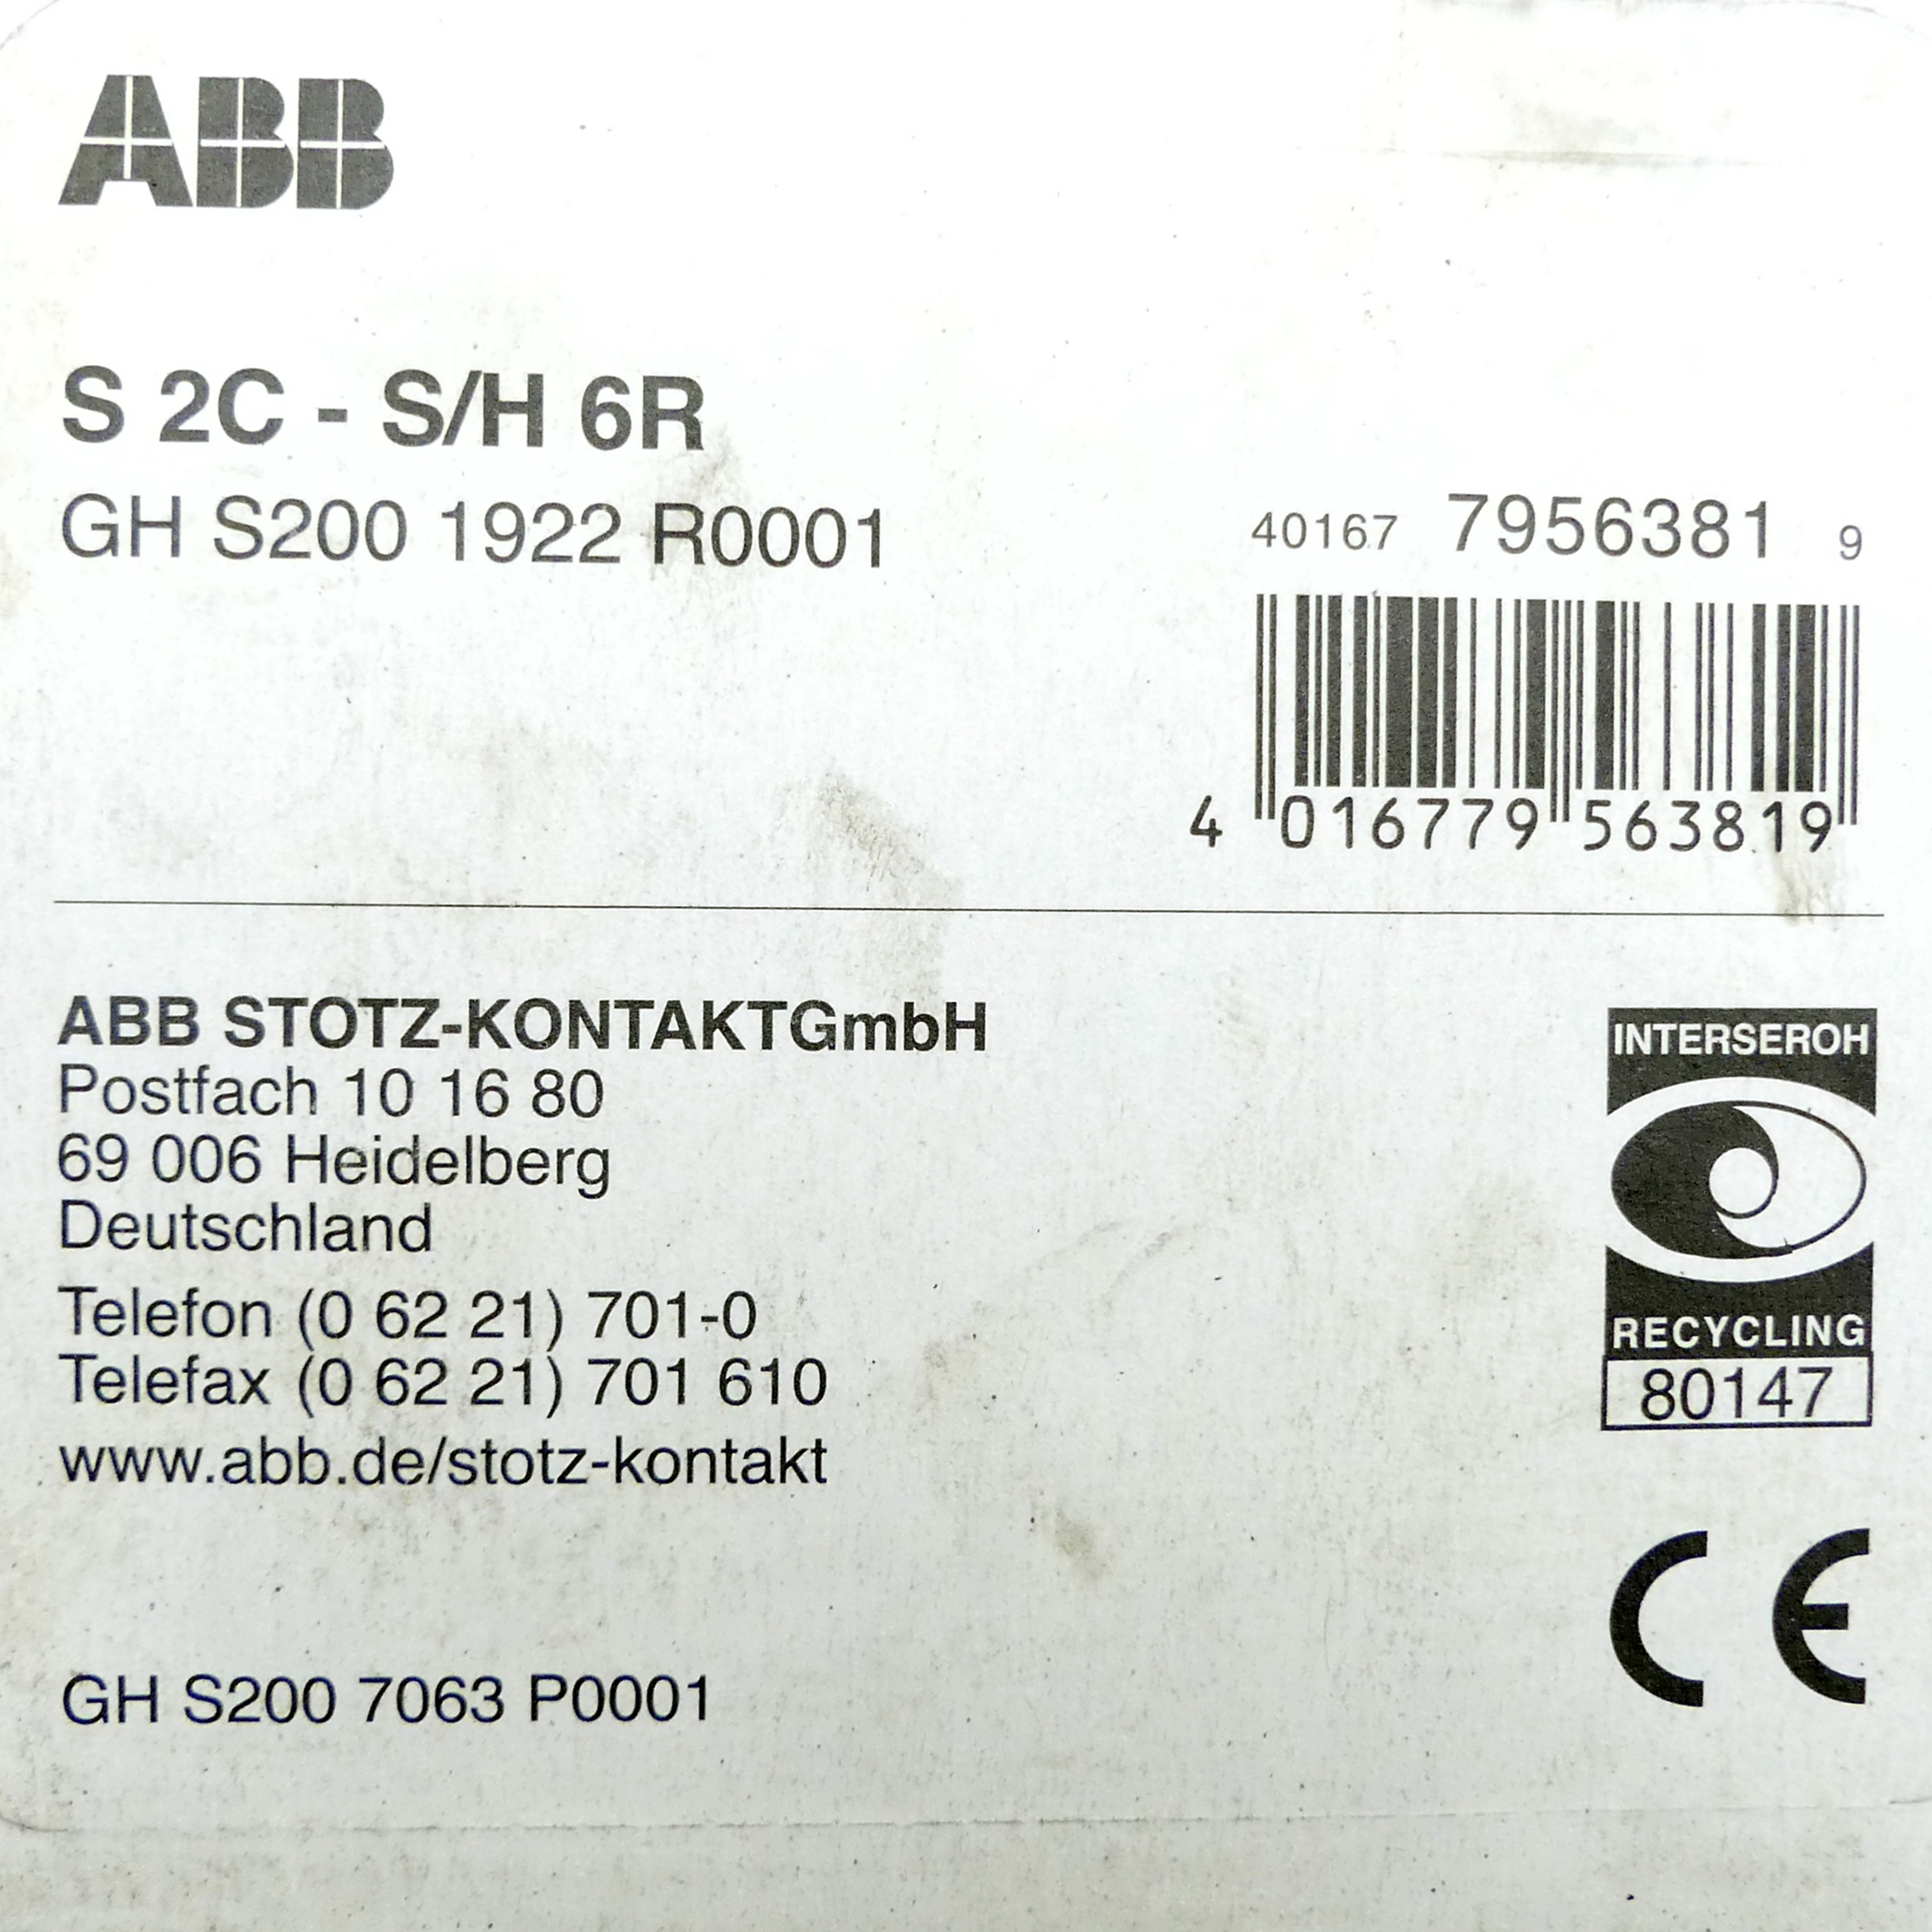 ABB
S 2C - S/H 6R
GH S200 1922 R0001
40167 7956381 9
4 016779 563819
ABB STOTZ-KONTAKTGmbH
Postfach 10 16 80
69 006 Heidelberg
Deutschland
Telefon (0 62 21) 701-0
Telefax (0 62 21) 701 610
www.abb.de/stotz-kontakt
GH S200 7063 P0001
INTERSEROH
RECYCLING
80147
CE